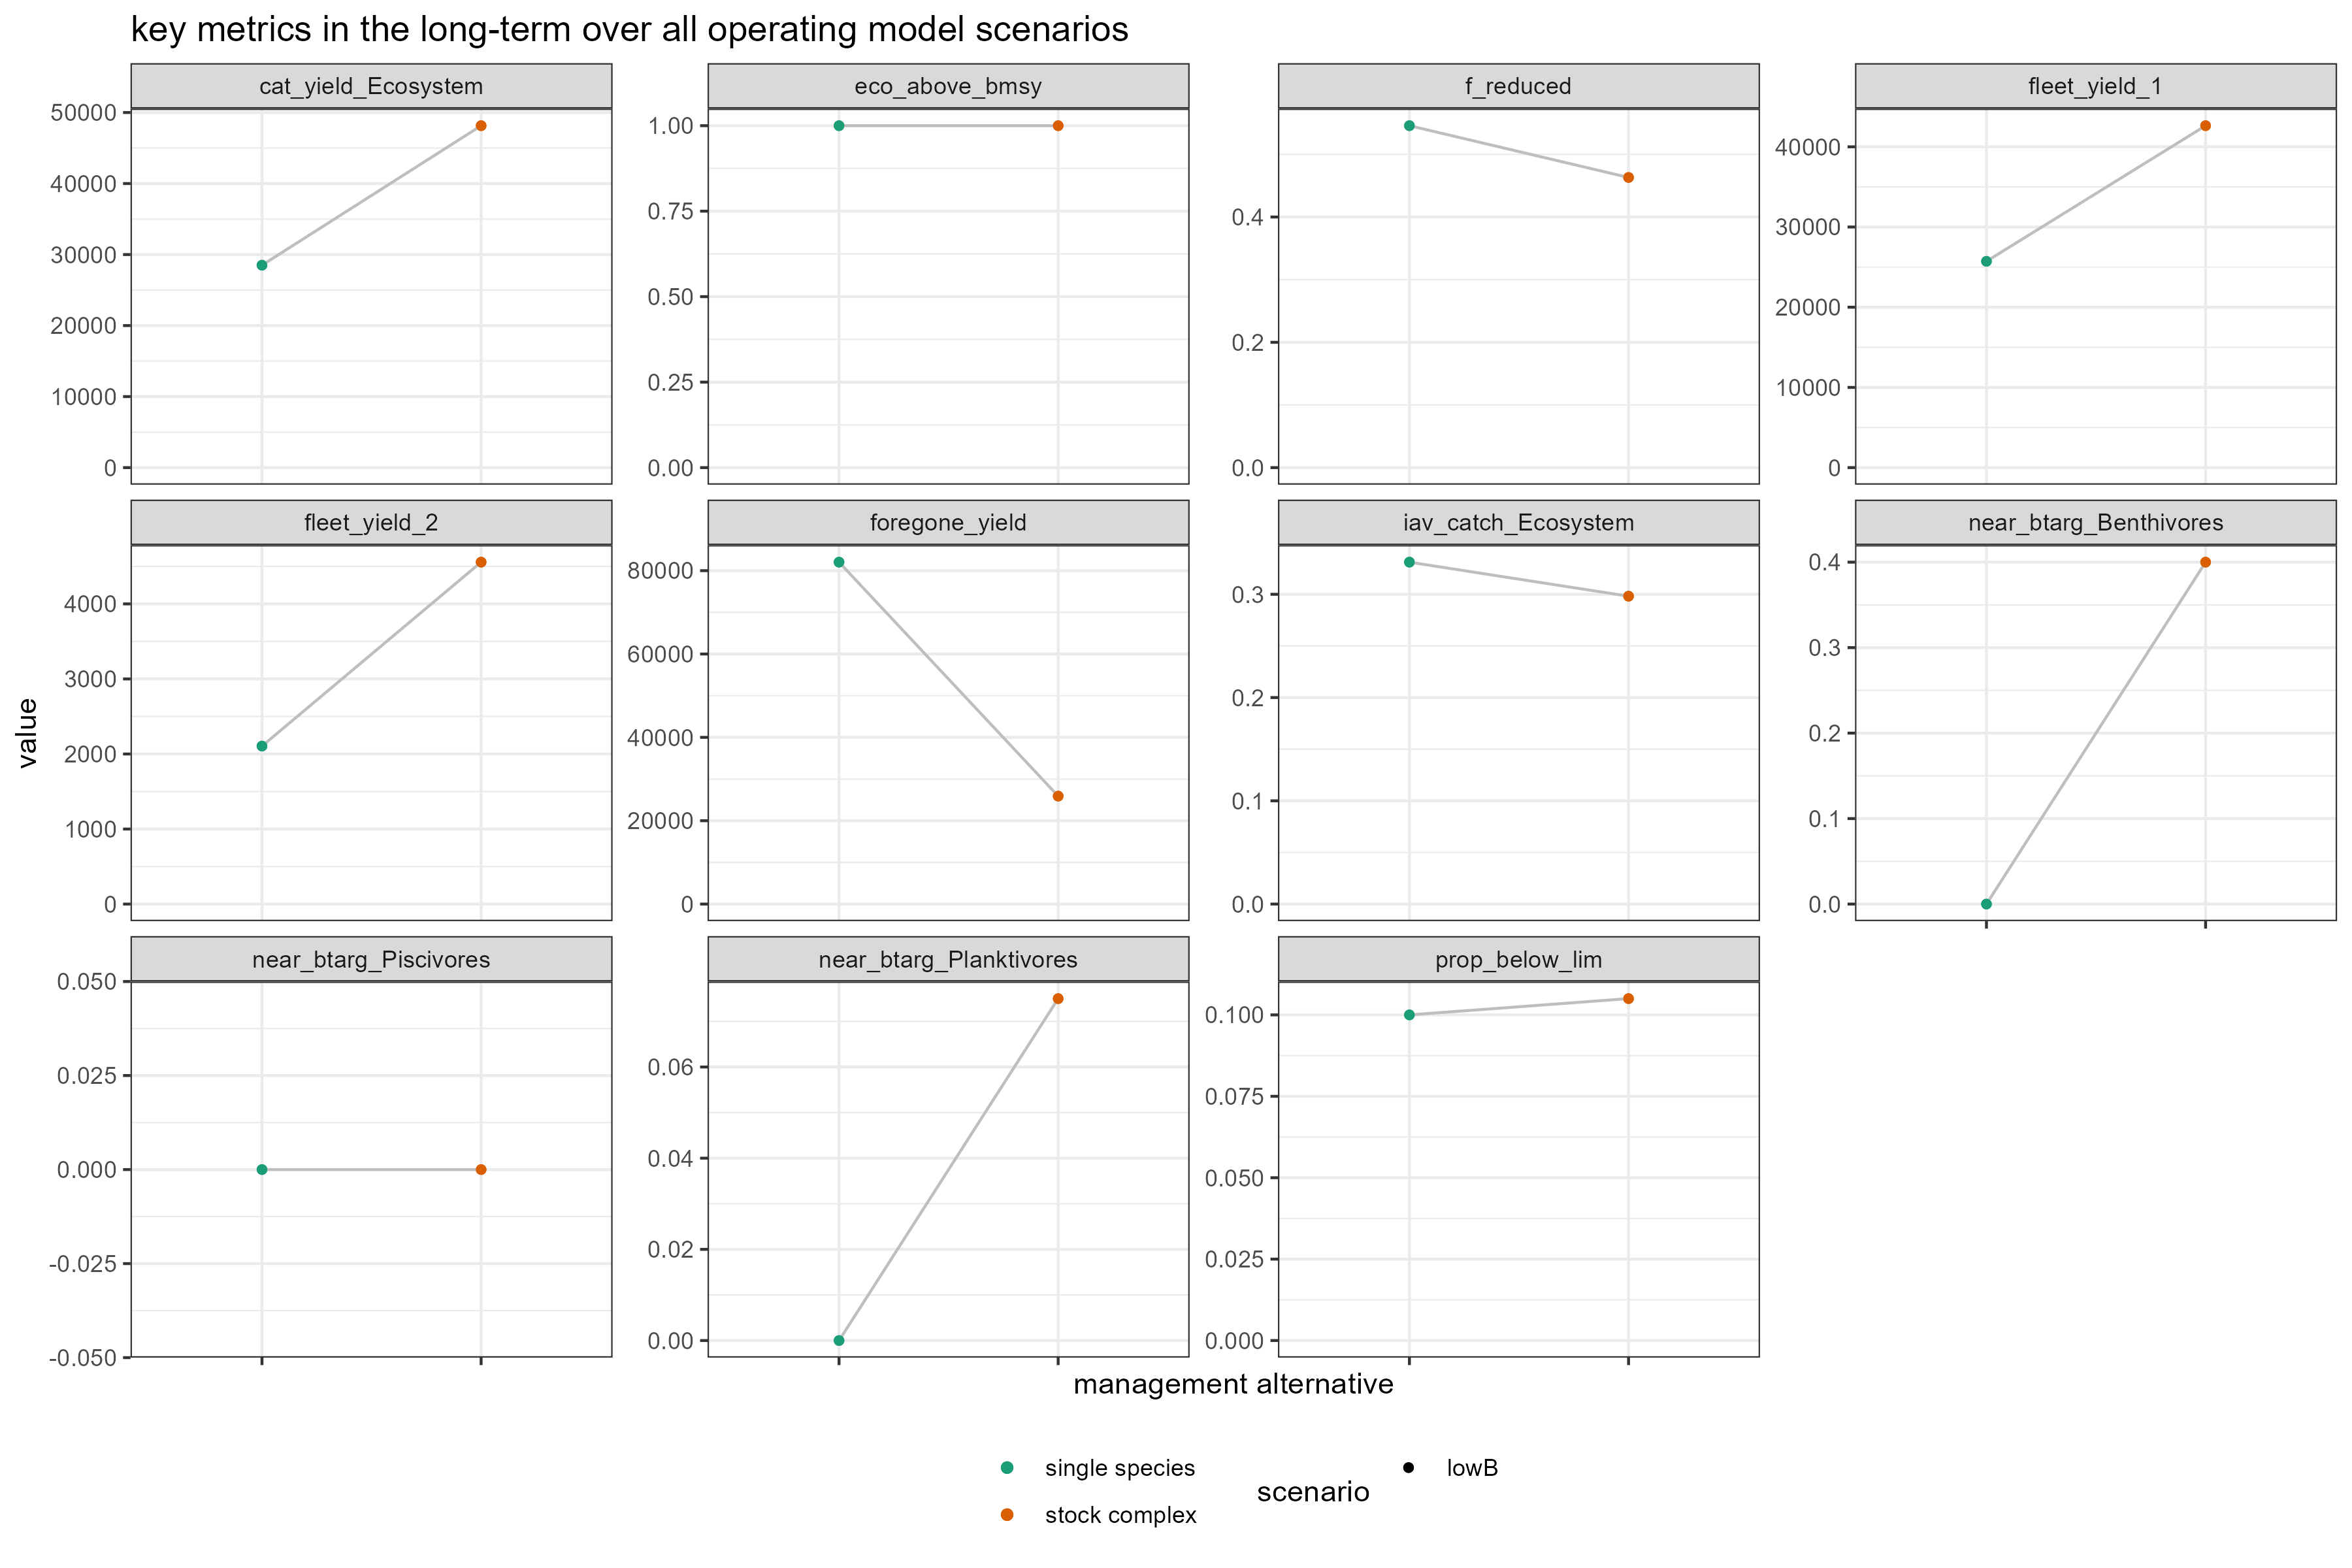 key metrics in the long-term over all operating model scenarios
cat_yield_Ecosystem
eco_above_bmsy
f_reduced
fleet_yield_1
50000
40000
30000
20000
10000
0
1.00
0.75
0.50
0.25
0.00
0.4
0.2
0.0
40000
30000
20000
10000
0
fleet_yield_2
foregone_yield
iav_catch_Ecosystem
near_btarg_Benthivores
4000
3000
2000
1000
0
80000
60000
40000
20000
0
0.3
0.2
0.1
0.0
0.4
0.3
0.2
0.1
0.0
near_btarg_Piscivores
near_btarg_Planktivores
prop_below_lim
0.050
0.025
0.000
-0.025
-0.050
0.06
0.04
0.02
0.00
0.100
0.075
0.050
0.025
0.000
value
management alternative
single species
stock complex
scenario
lowB